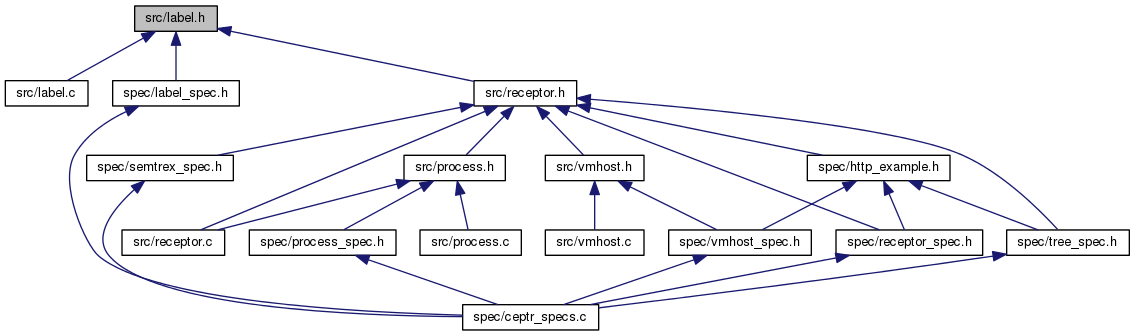 src/label.h
src/label.c
spec/label_spec.h
src/receptor.h
spec/semtrex_spec.h
src/process.h
src/vmhost.h
spec/http_example.h
src/receptor.c
spec/process_spec.h
src/process.c
src/vmhost.c
spec/vmhost_spec.h
spec/receptor_spec.h
spec/tree_spec.h
spec/ceptr_specs.c